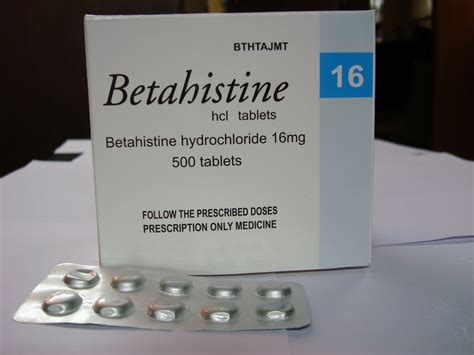 BTHTAJMT
Betahistine
16
hcl tablets
Betahistine hydrochloride 16mg
500 tablets
FOLLOW THE PRESCRIBED DOSES
PRESCRIPTION ONLY MEDICINE